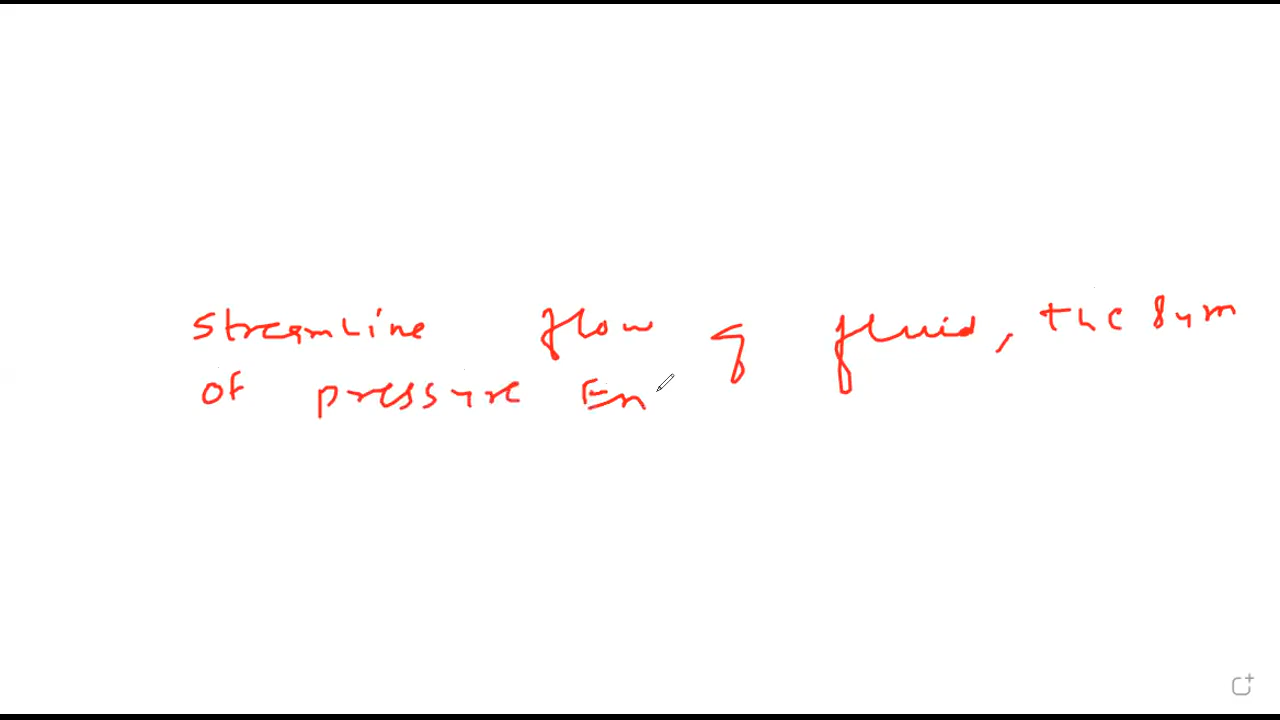 streamline flow of fluid, the sum
of pressure En